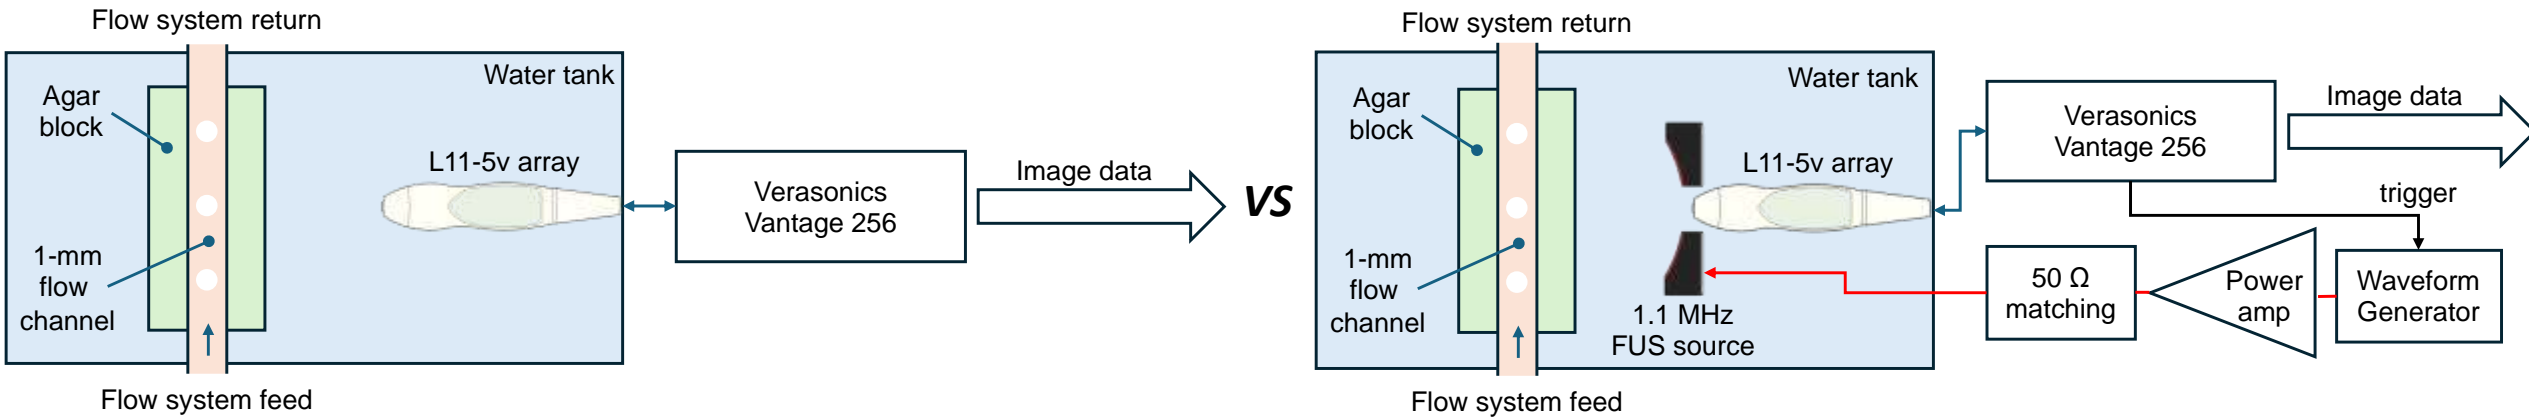 Flow system return
Water tank
Agar
block
L11-5v array
Verasonics
Vantage 256
Image data
1-mm
flow
channel
Flow system feed
VS
Flow system return
Water tank
Agar
block
L11-5v array
Verasonics
Vantage 256
Image data
trigger
1-mm
flow
channel
1.1 MHz
FUS source
50 Ω
matching
Power
amp
Waveform
Generator
Flow system feed